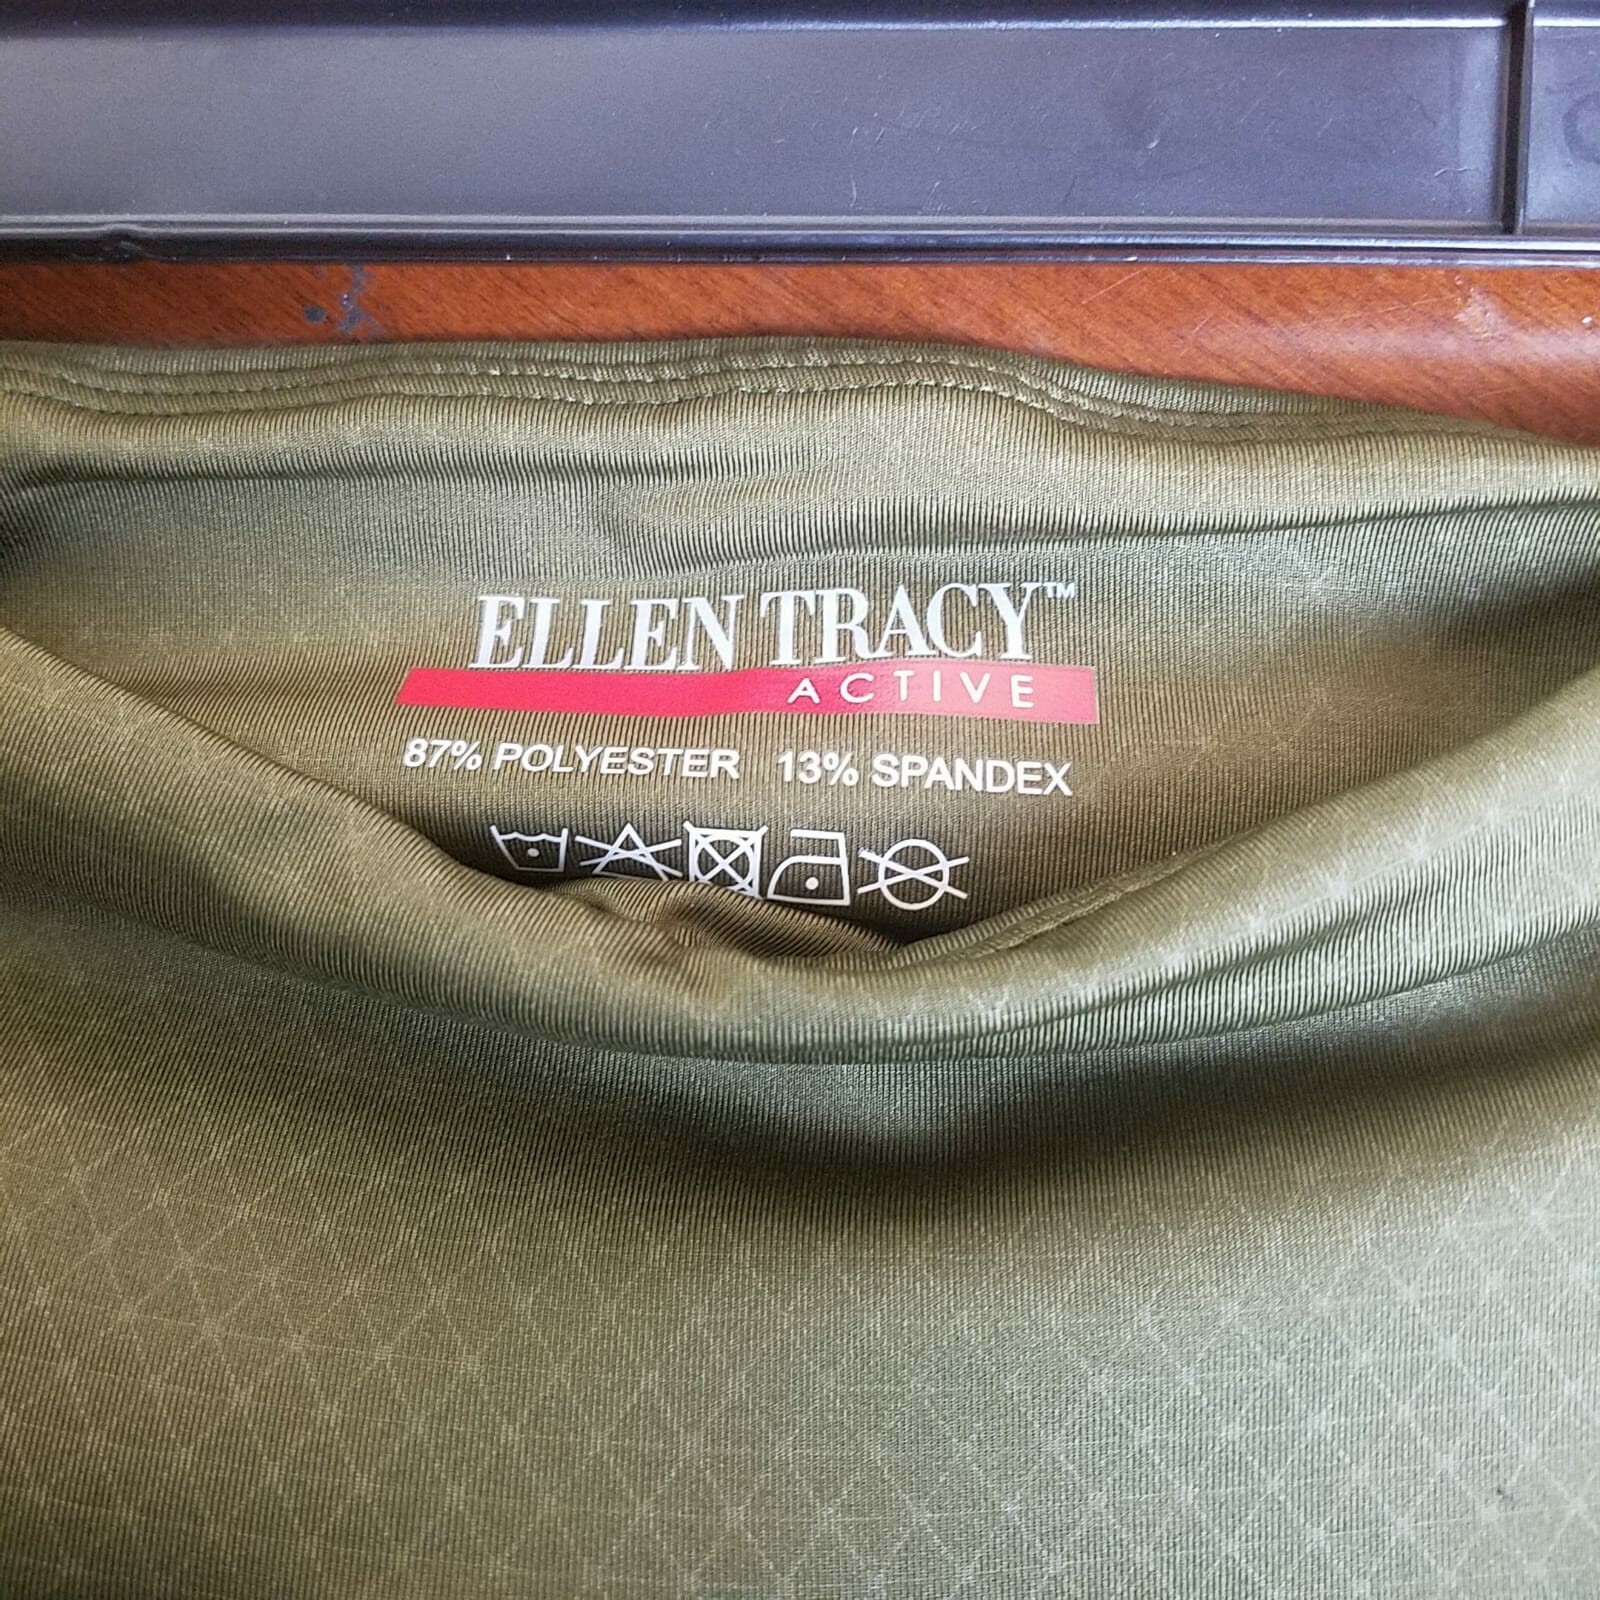 ELLEN TRACY™
ACTIVE
87% POLYESTER 13% SPANDEX